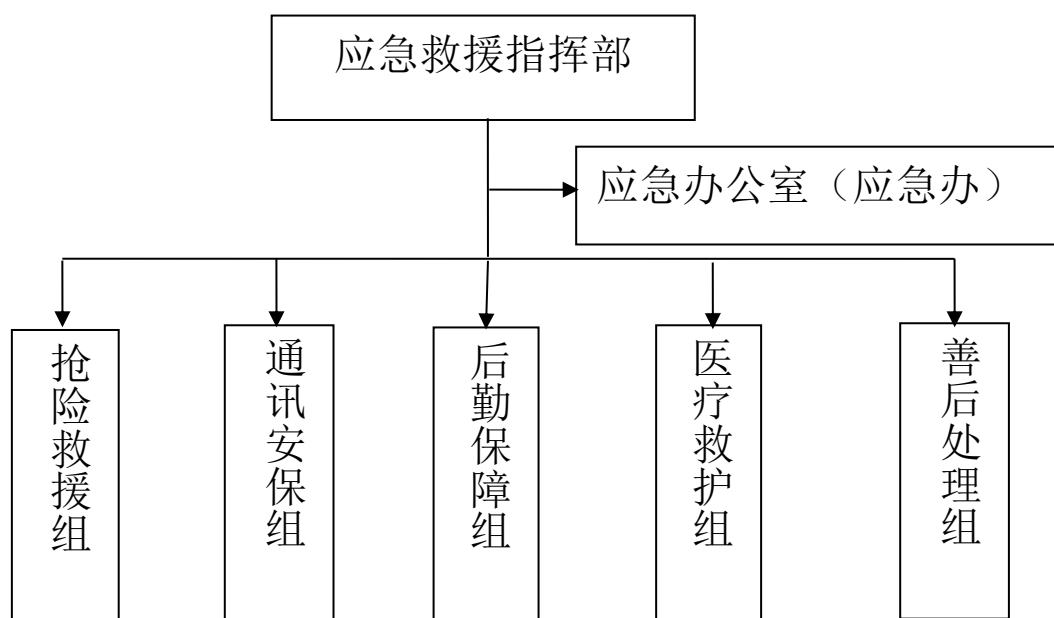 应急救援指挥部
应急办公室（应急办）
抢险救援组
通讯安保组
后勤保障组
医疗救护组
善后处理组